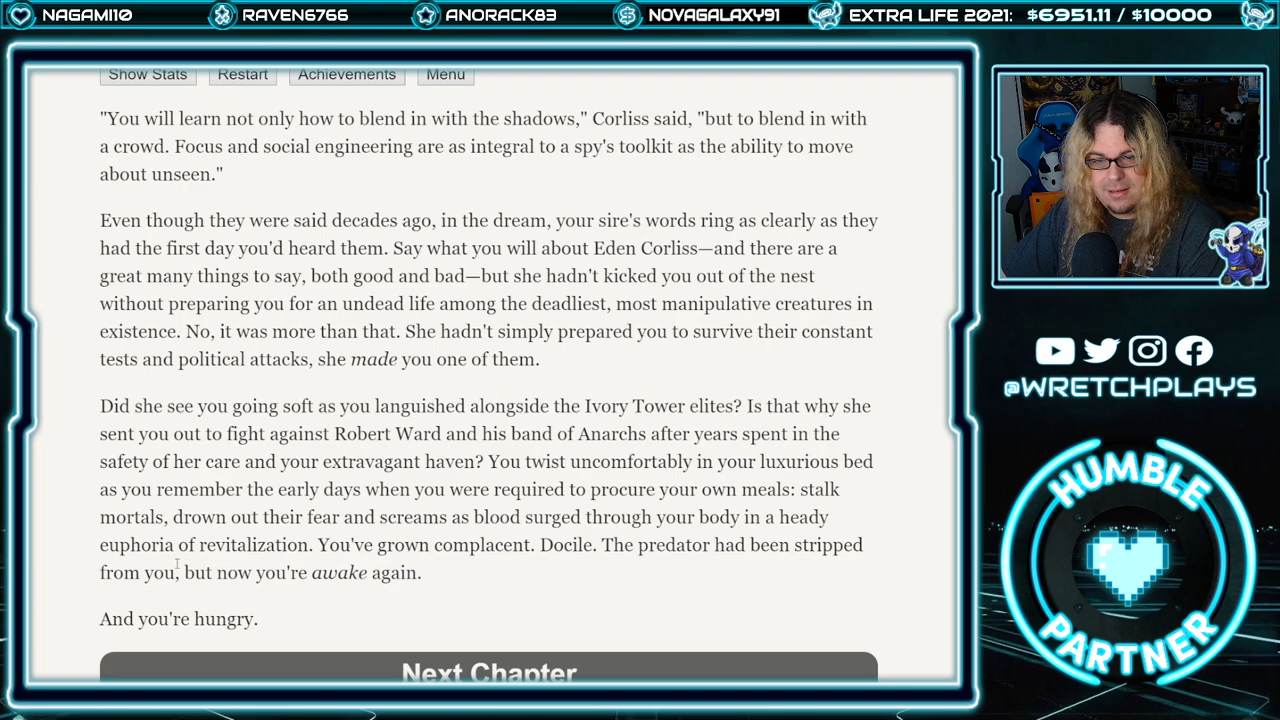 NAGAMI10
RAVEN6766
ANORACK83
NOVAGALAXY91
EXTRA LIFE 2021: $6951.11 / $10000
Show Stats
Restart
Achievements
Menu
"You will learn not only how to blend in with the shadows," Corliss said, "but to blend in with
a crowd. Focus and social engineering are as integral to a spy's toolkit as the ability to move
about unseen."
Even though they were said decades ago, in the dream, your sire's words ring as clearly as they
had the first day you'd heard them. Say what you will about Eden Corliss—and there are a
great many things to say, both good and bad—but she hadn't kicked you out of the nest
without preparing you for an undead life among the deadliest, most manipulative creatures in
existence. No, it was more than that. She hadn't simply prepared you to survive their constant
tests and political attacks, she made you one of them.
Did she see you going soft as you languished alongside the Ivory Tower elites? Is that why she
sent you out to fight against Robert Ward and his band of Anarchs after years spent in the
safety of her care and your extravagant haven? You twist uncomfortably in your luxurious bed
as you remember the early days when you were required to procure your own meals: stalk
mortals, drown out their fear and screams as blood surged through your body in a heady
euphoria of revitalization. You've grown complacent. Docile. The predator had been stripped
from you, but now you're awake again.
And you're hungry.
Next Chapter
@WRETCHPLAYS
HUMBLE
PARTNER